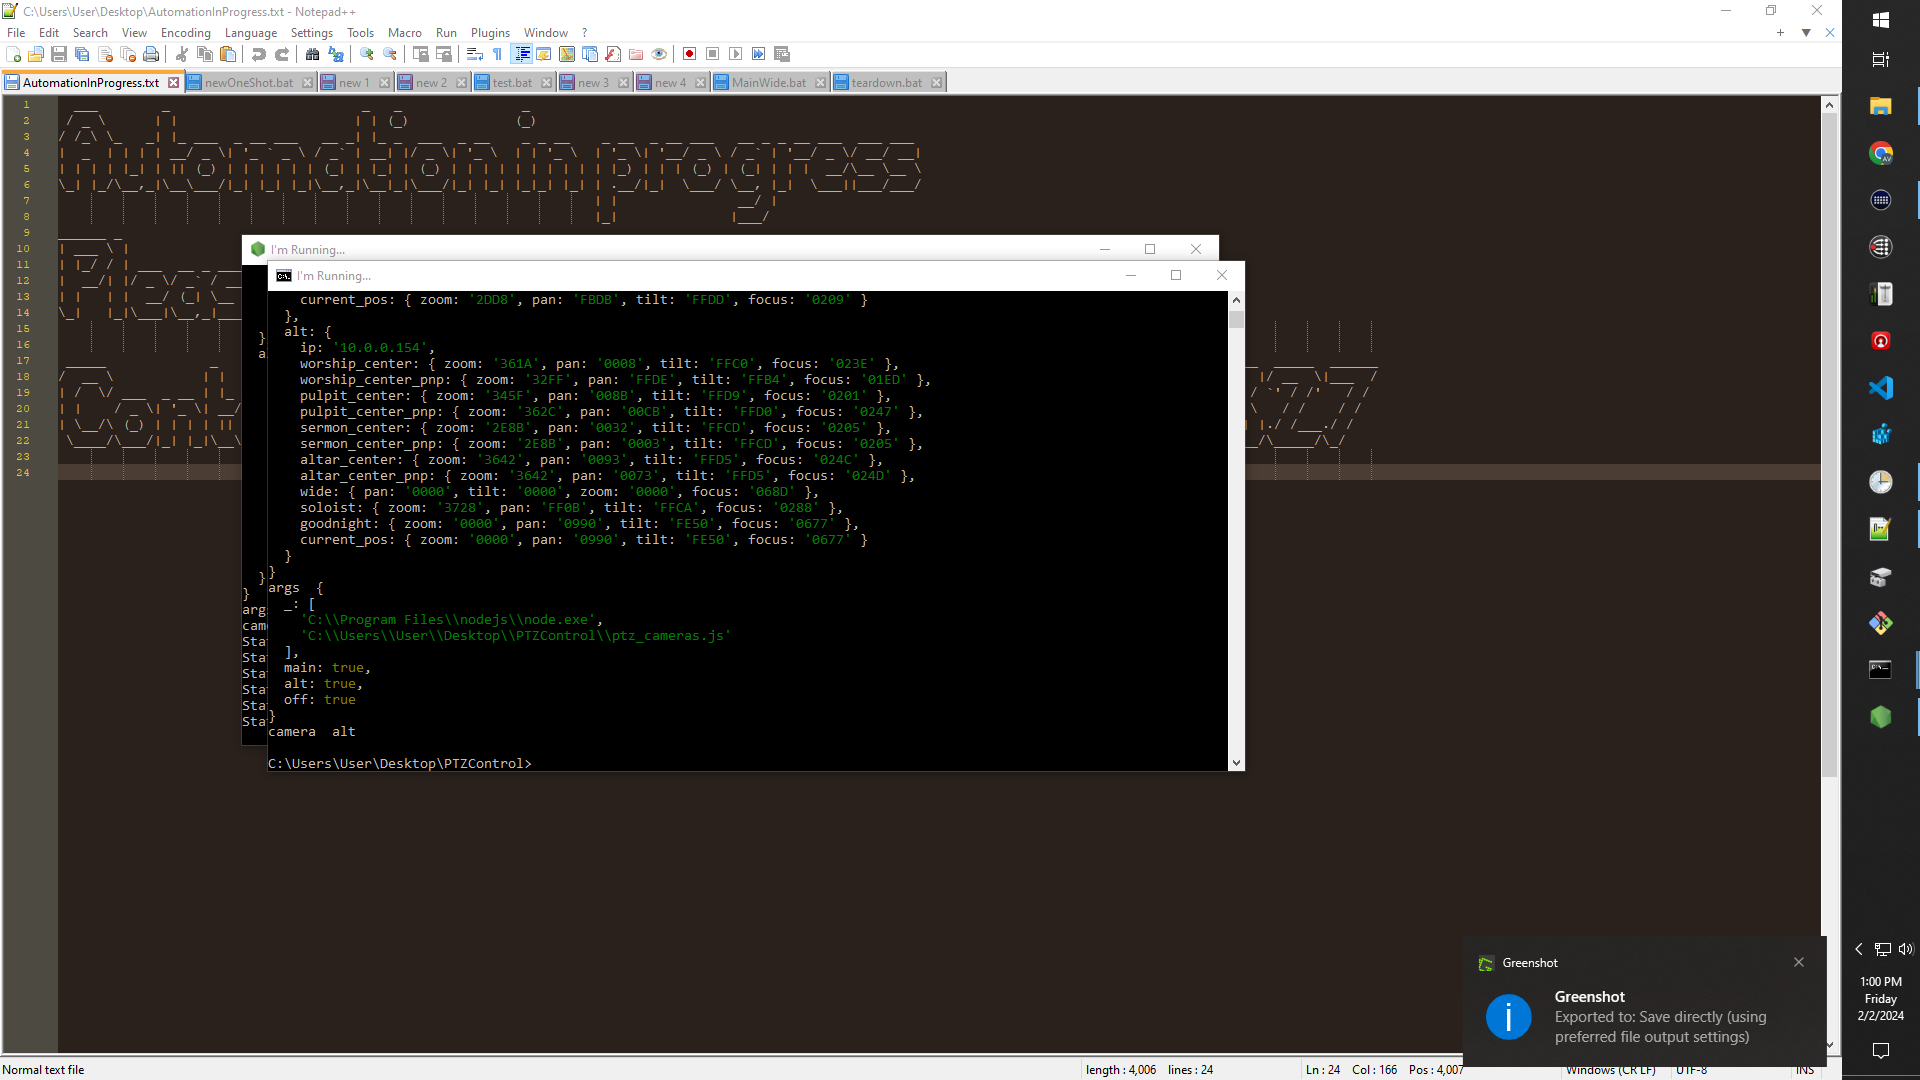 C:\Users\User\Desktop\AutomationInProgress.txt - Notepad++
File Edit Search View Encoding Language Settings Tools Macro Run Plugins Window ?
AutomationInProgress.txt newOneShot.bat new 1 new 2 test.bat new 3 new 4 MainWide.bat teardown.bat
1
2
3
4
5
6
7
8
9
10
11
12
13
14
15
16
17
18
19
20
21
22
23
24
Automation in progress
I'm Running...
I'm Running...
current_pos: { zoom: '2DD8', pan: 'FBDB', tilt: 'FFDD', focus: '0209' }
},
alt: {
ip: '10.0.0.154',
worship_center: { zoom: '361A', pan: '0008', tilt: 'FFC0', focus: '023E' },
worship_center_pnp: { zoom: '32FF', pan: 'FFDE', tilt: 'FFB4', focus: '01ED' },
pulpit_center: { zoom: '345F', pan: '008B', tilt: 'FFD9', focus: '0201' },
pulpit_center_pnp: { zoom: '362C', pan: '00CB', tilt: 'FFD0', focus: '0247' },
sermon_center: { zoom: '2E8B', pan: '0032', tilt: 'FFCD', focus: '0205' },
sermon_center_pnp: { zoom: '2E8B', pan: '0003', tilt: 'FFCD', focus: '0205' },
altar_center: { zoom: '3642', pan: '0093', tilt: 'FFD5', focus: '024C' },
altar_center_pnp: { zoom: '3642', pan: '0073', tilt: 'FFD5', focus: '024D' },
wide: { pan: '0000', tilt: '0000', zoom: '0000', focus: '068D' },
soloist: { zoom: '3728', pan: 'FF0B', tilt: 'FFCA', focus: '0288' },
goodnight: { zoom: '0000', pan: '0990', tilt: 'FE50', focus: '0677' },
current_pos: { zoom: '0000', pan: '0990', tilt: 'FE50', focus: '0677' }
}
}
args {
_: [
'C:\\Program Files\\nodejs\\node.exe',
'C:\\Users\\User\\Desktop\\PTZControl\\ptz_cameras.js'
],
main: true,
alt: true,
off: true
}
camera alt
C:\Users\User\Desktop\PTZControl>
}
a
}
}
arg
cam
Sta
Sta
Sta
Sta
Sta
Sta
Greenshot
Greenshot
Exported to: Save directly (using
preferred file output settings)
1:00 PM
Friday
2/2/2024
Normal text file length : 4,006 lines : 24 Ln : 24 Col : 166 Pos : 4,007 Windows (CR LF) UTF-8 INS